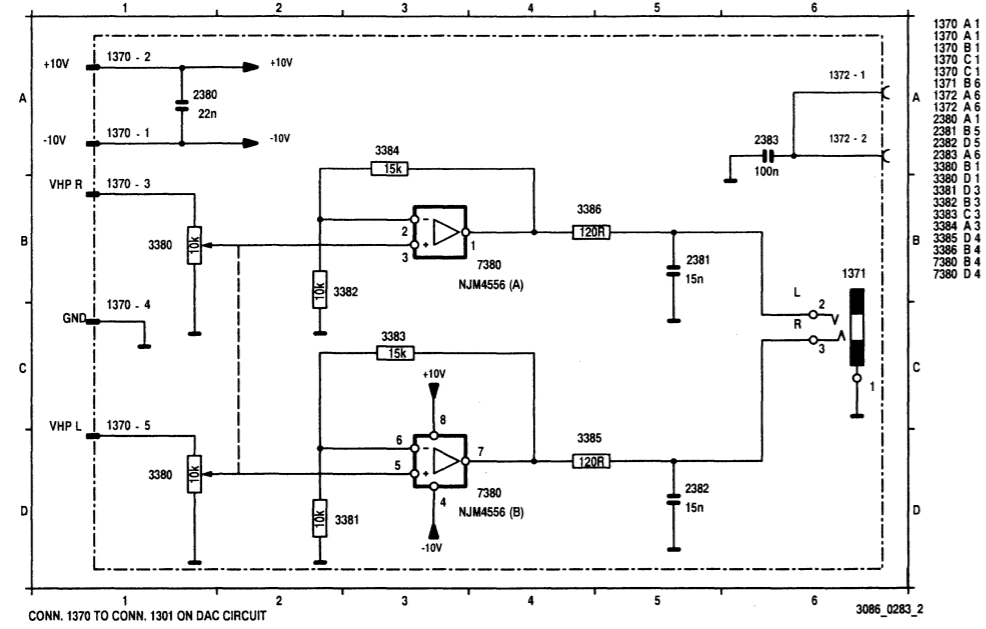 1 2 3 4 5 6
+10V 1370 - 2 +10V
2380
22n
-10V 1370 - 1 -10V
A
A
1372 - 1
1372 - 2
2383
100n
VHP R 1370 - 3
3380
10k
3384
15k
2
3
1
7380
NJM4556 (A)
10k
3382
3386
120R
2381
15n
B
B
1371
L
2
R
3
1
GND 1370 - 4
C
C
3383
15k
+10V
8
VHP L 1370 - 5
3380
10k
6
5
7
4
7380
NJM4556 (B)
-10V
10k
3381
3385
120R
2382
15n
D
D
1 2 3 4 5 6
CONN. 1370 TO CONN. 1301 ON DAC CIRCUIT
3086_0283_2
1370 A 1
1370 A 1
1370 B 1
1370 C 1
1370 C 1
1371 B 6
1372 A 6
1372 A 6
2380 A 1
2381 B 5
2382 D 5
2383 A 6
3380 B 1
3380 D 1
3381 D 3
3382 B 3
3383 C 3
3384 A 3
3385 D 4
3386 B 4
7380 B 4
7380 D 4